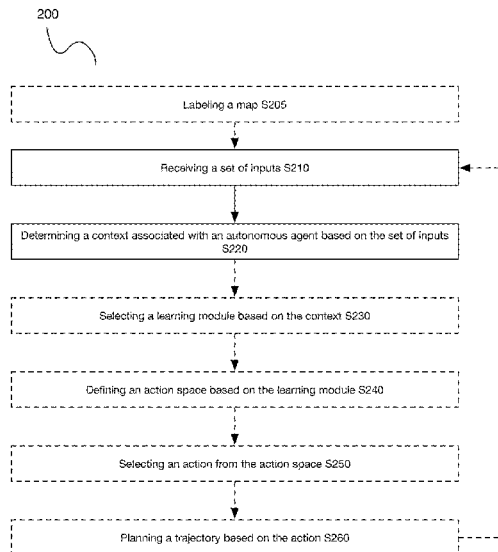 200
Labeling a map S205
Receiving a set of inputs S210
Determining a context associated with an autonomous agent based on the set of inputs
S220
Selecting a learning module based on the context S230
Defining an action space based on the learning module S240
Selecting an action from the action space S250
Planning a trajectory based on the action S260